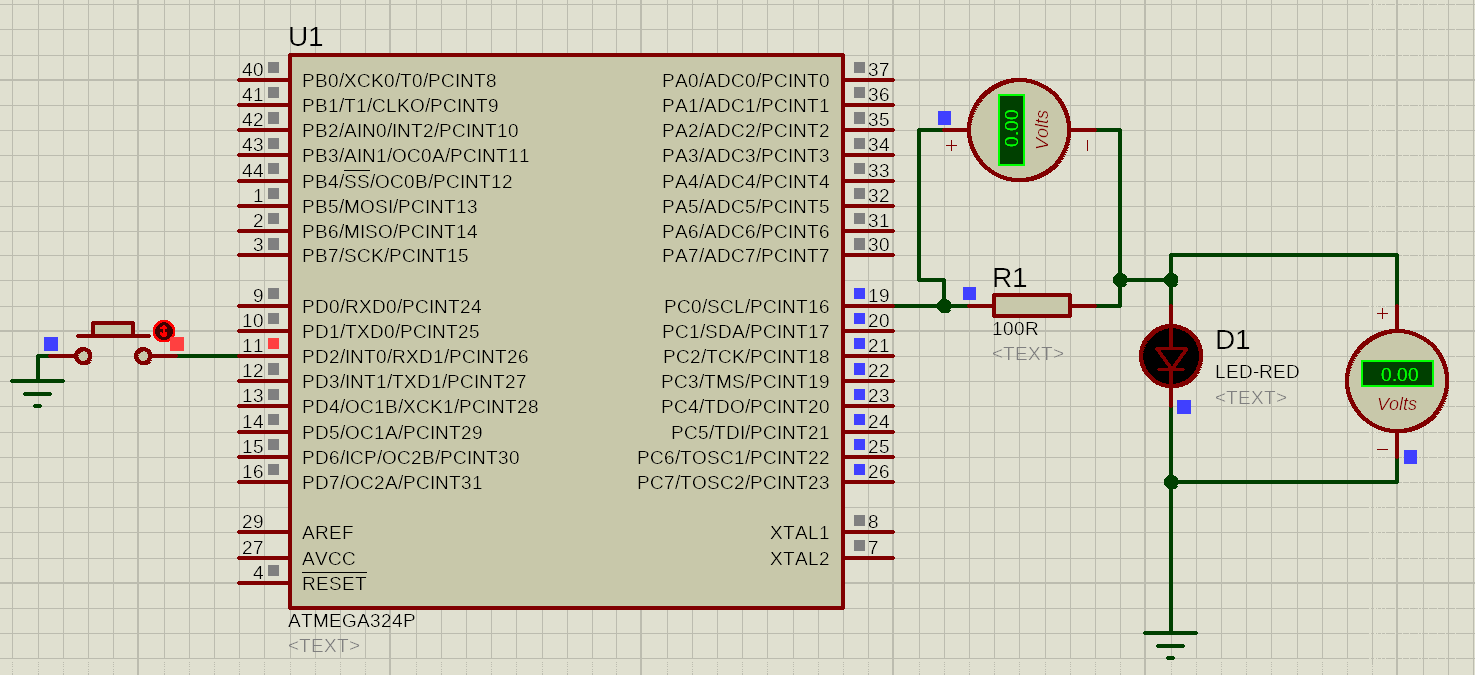 U1
40 PB0/XCK0/T0/PCINT8 PA0/ADC0/PCINT0 37
41 PB1/T1/CLKO/PCINT9 PA1/ADC1/PCINT1 36
42 PB2/AIN0/INT2/PCINT10 PA2/ADC2/PCINT2 35
43 PB3/AIN1/OC0A/PCINT11 PA3/ADC3/PCINT3 34
44 PB4/SS/OC0B/PCINT12 PA4/ADC4/PCINT4 33
1 PB5/MOSI/PCINT13 PA5/ADC5/PCINT5 32
2 PB6/MISO/PCINT14 PA6/ADC6/PCINT6 31
3 PB7/SCK/PCINT15 PA7/ADC7/PCINT7 30
9 PD0/RXD0/PCINT24 PC0/SCL/PCINT16 19
10 PD1/TXD0/PCINT25 PC1/SDA/PCINT17 20
11 PD2/INT0/RXD1/PCINT26 PC2/TCK/PCINT18 21
12 PD3/INT1/TXD1/PCINT27 PC3/TMS/PCINT19 22
13 PD4/OC1B/XCK1/PCINT28 PC4/TDO/PCINT20 23
14 PD5/OC1A/PCINT29 PC5/TDI/PCINT21 24
15 PD6/ICP/OC2B/PCINT30 PC6/TOSC1/PCINT22 25
16 PD7/OC2A/PCINT31 PC7/TOSC2/PCINT23 26
29 AREF XTAL1 8
27 AVCC XTAL2 7
4 RESET
ATMEGA324P
<TEXT>
+ 0.00 Volts −
R1
100R
<TEXT>
D1
LED-RED
<TEXT>
+
0.00
Volts
−